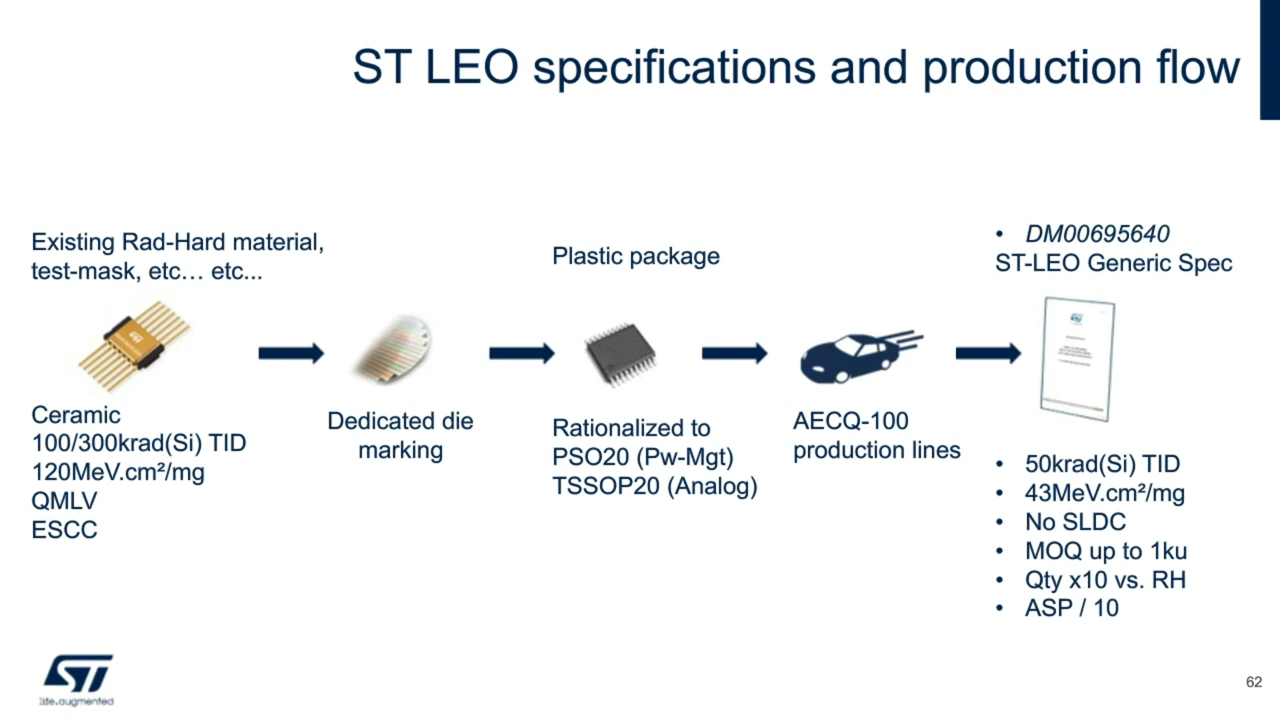 ST LEO specifications and production flow
Existing Rad-Hard material,
test-mask, etc… etc...
Ceramic
100/300krad(Si) TID
120MeV.cm²/mg
QMLV
ESCC
Dedicated die
marking
Plastic package
Rationalized to
PSO20 (Pw-Mgt)
TSSOP20 (Analog)
AECQ-100
production lines
• DM00695640
ST-LEO Generic Spec
• 50krad(Si) TID
• 43MeV.cm²/mg
• No SLDC
• MOQ up to 1ku
• Qty x10 vs. RH
• ASP / 10
ST
life.augmented
62